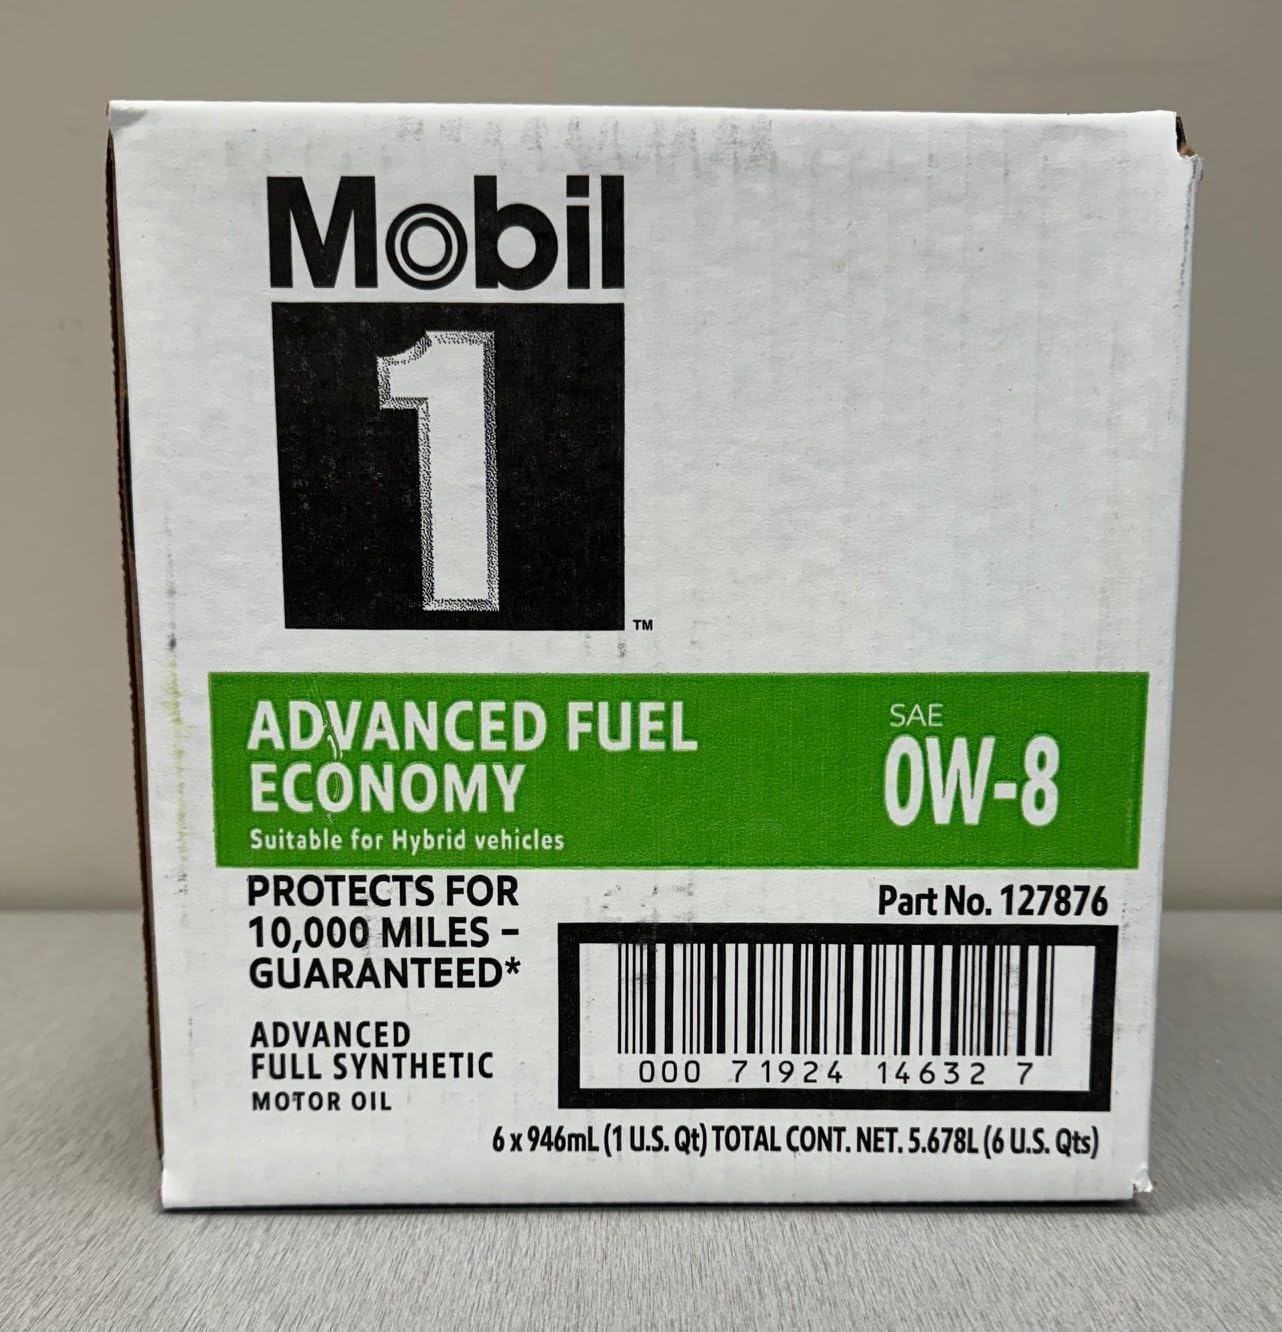 Mobil
1
TM
ADVANCED FUEL
ECONOMY
Suitable for Hybrid vehicles
SAE
0W-8
PROTECTS FOR
10,000 MILES –
GUARANTEED*
ADVANCED
FULL SYNTHETIC
MOTOR OIL
Part No. 127876
000 71924 14632 7
6 x 946mL (1 U.S. Qt) TOTAL CONT. NET. 5.678L (6 U.S. Qts)